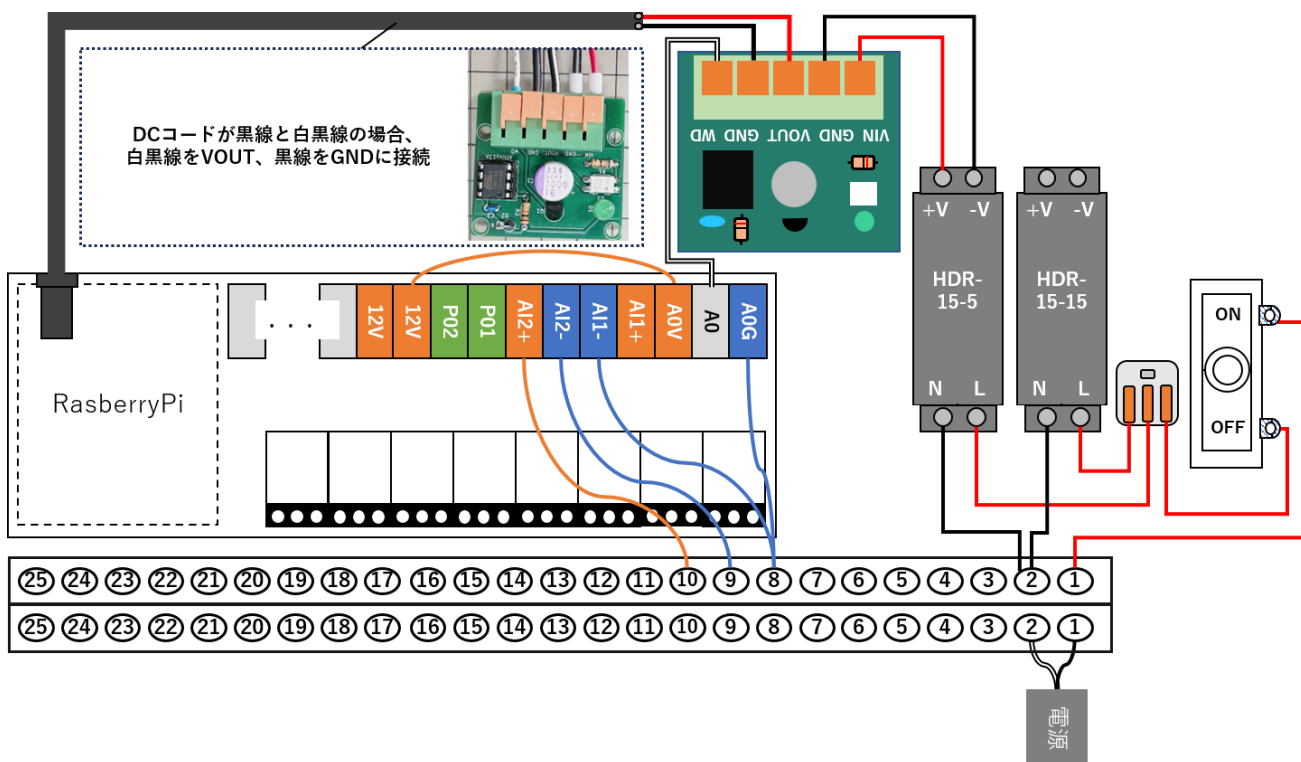 DCコードが黒線と白黒線の場合、
白黒線をVOUT、黒線をGNDに接続
WD GND VOUT GND VIN
WD GND VOUT GND VIN
+V -V
HDR-
15-5
N L
+V -V
HDR-
15-15
N L
ON
OFF
RasberryPi
. . .
12V 12V P02 P01 AI2+ AI2- AI1- AI1+ A0V A0 A0G
25 24 23 22 21 20 19 18 17 16 15 14 13 12 11 10 9 8 7 6 5 4 3 2 1
25 24 23 22 21 20 19 18 17 16 15 14 13 12 11 10 9 8 7 6 5 4 3 2 1
電源